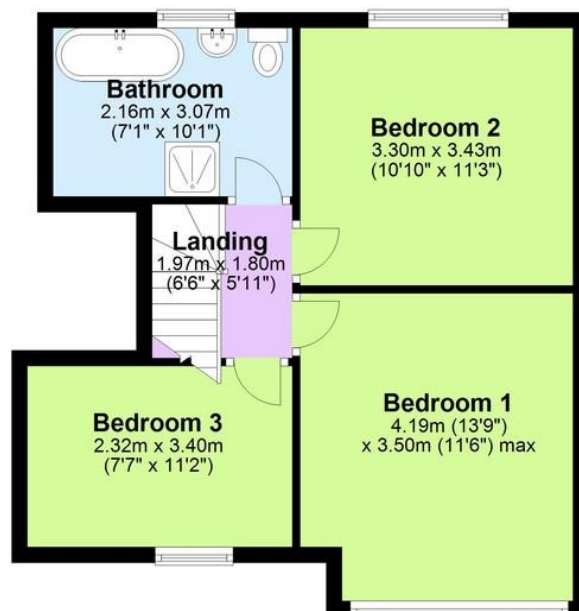 Bathroom
2.16m x 3.07m
(7'1" x 10'1")
Bedroom 2
3.30m x 3.43m
(10'10" x 11'3")
Landing
1.97m x 1.80m
(6'6" x 5'11")
Bedroom 3
2.32m x 3.40m
(7'7" x 11'2")
Bedroom 1
4.19m (13'9")
x 3.50m (11'6") max